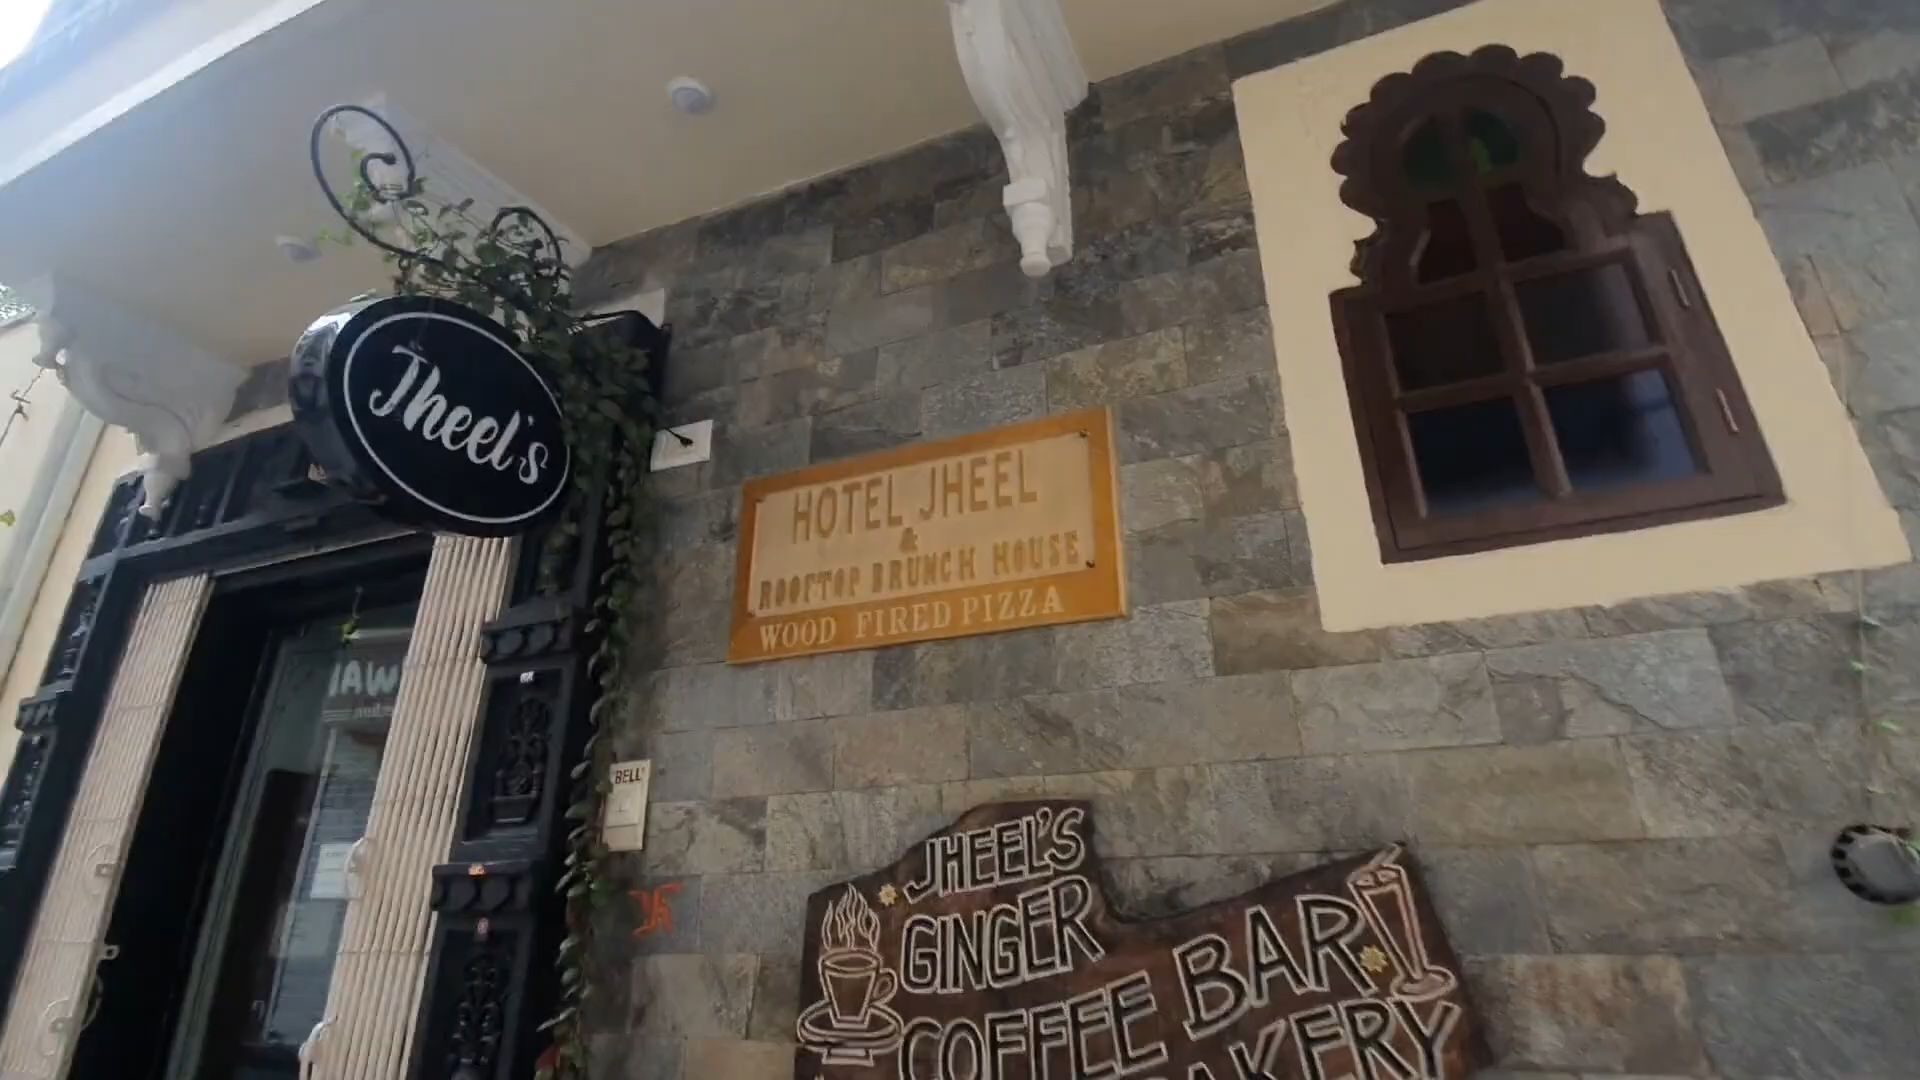 Jheel's
HOTEL JHEEL
&
ROOFTOP BRUNCH HOUSE
WOOD FIRED PIZZA
BELL
JHEEL'S
GINGER
COFFEE BAR